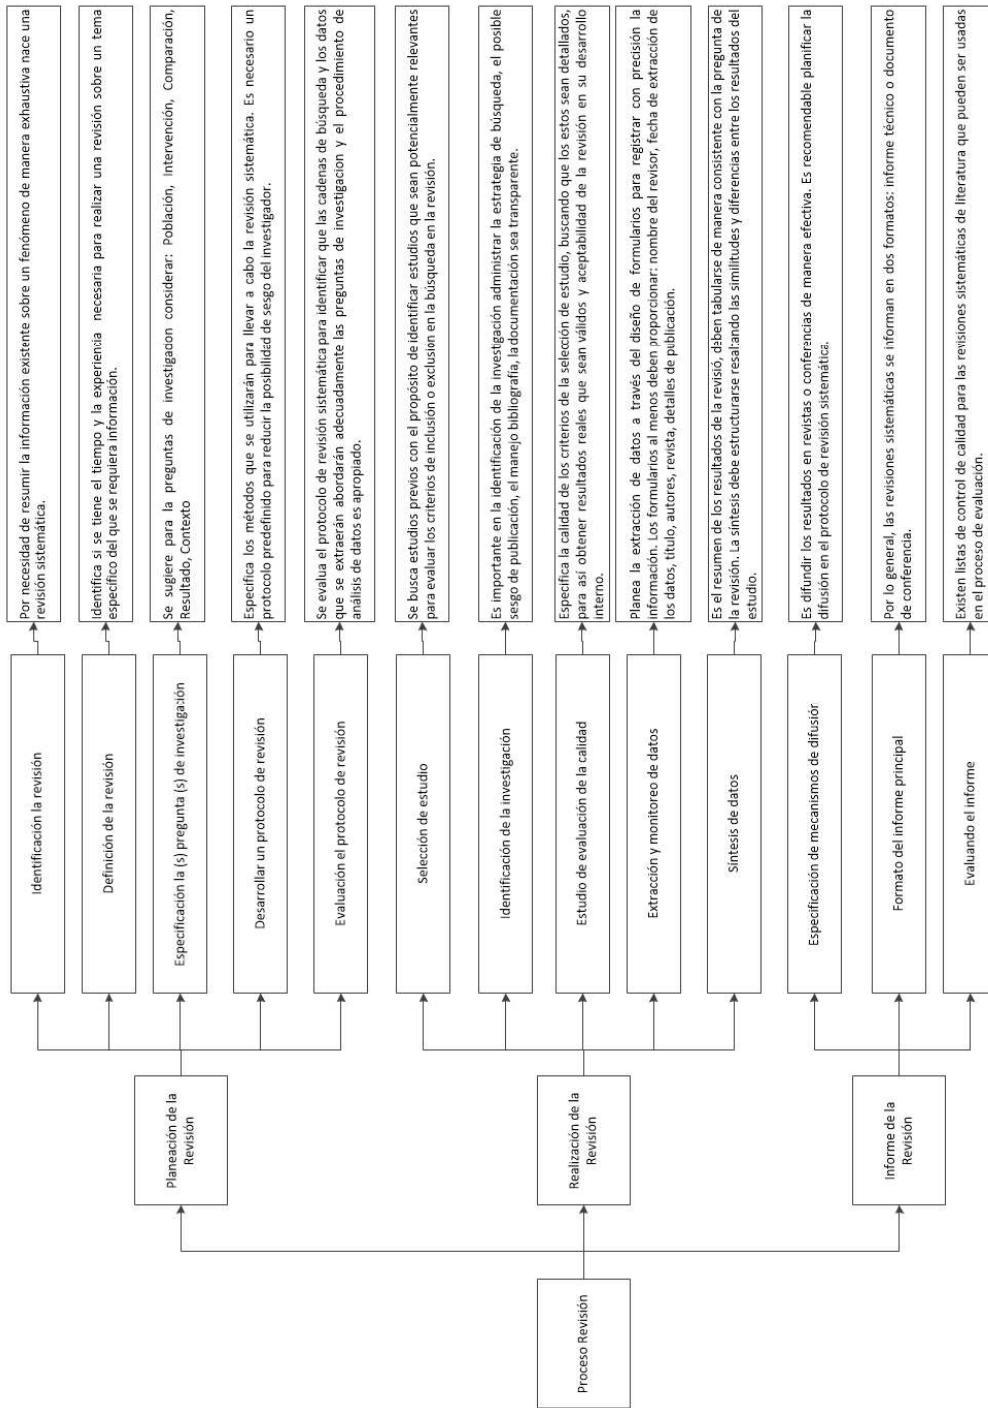 Proceso Revisión
Planeación de la
Revisión
Identificación la revisión
Por necesidad de resumir la información existente sobre un fenómeno de manera exhaustiva nace una
revisión sistemática.
Definición de la revisión
Identifica si se tiene el tiempo y la experiencia necesaria para realizar una revisión sobre un tema
específico del que se requiera información.
Especificación la (s) pregunta (s) de investigación
Se sugiere para la preguntas de investigacion considerar: Población, Intervención, Comparación,
Resultado, Contexto
Desarrollar un protocolo de revisión
Especifica los métodos que se utilizarán para llevar a cabo la revisión sistemática. Es necesario un
protocolo predefinido para reducir la posibilidad de sesgo del investigador.
Evaluación el protocolo de revisión
Se evalua el protocolo de revisión sistemática para identificar que las cadenas de búsqueda y los datos
que se extraerán abordarán adecuadamente las preguntas de investigacion y el procedimiento de
análisis de datos es apropiado.
Realización de la
Revisión
Selección de estudio
Se busca estudios previos con el propósito de identificar estudios que sean potencialmente relevantes
para evaluar los criterios de inclusión o exclusión en la búsqueda en la revisión.
Identificación de la investigación
Es importante en la identificación de la investigación administrar la estrategia de búsqueda, el posible
sesgo de publicación, el manejo bibliografía, la documentación sea transparente.
Estudio de evaluación de la calidad
Especifica la calidad de los criterios de la selección de estudio, buscando que los estos sean detallados,
para así obtener resultados reales que sean válidos y aceptabilidad de la revisión en su desarrollo
interno.
Extracción y monitoreo de datos
Planea la extracción de datos a través del diseño de formularios para registrar con precisión la
información. Los formularios al menos deben proporcionar: nombre del revisor, fecha de extracción de
los datos, título, autores, revista, detalles de publicación.
Síntesis de datos
Es el resumen de los resultados de la revisió, deben tabularse de manera consistente con la pregunta de
la revisión. La síntesis debe estructurarse resaltando las similitudes y diferencias entre los resultados del
estudio.
Informe de la
Revisión
Especificación de mecanismos de difusiór
Es difundir los resultados en revistas o conferencias de manera efectiva. Es recomendable planificar la
difusión en el protocolo de revisión sistemática.
Formato del informe principal
Por lo general, las revisiones sistemáticas se informan en dos formatos: informe técnico o documento
de conferencia.
Evaluando el informe
Existen listas de control de calidad para las revisiones sistemáticas de literatura que pueden ser usadas
en el proceso de evaluación.